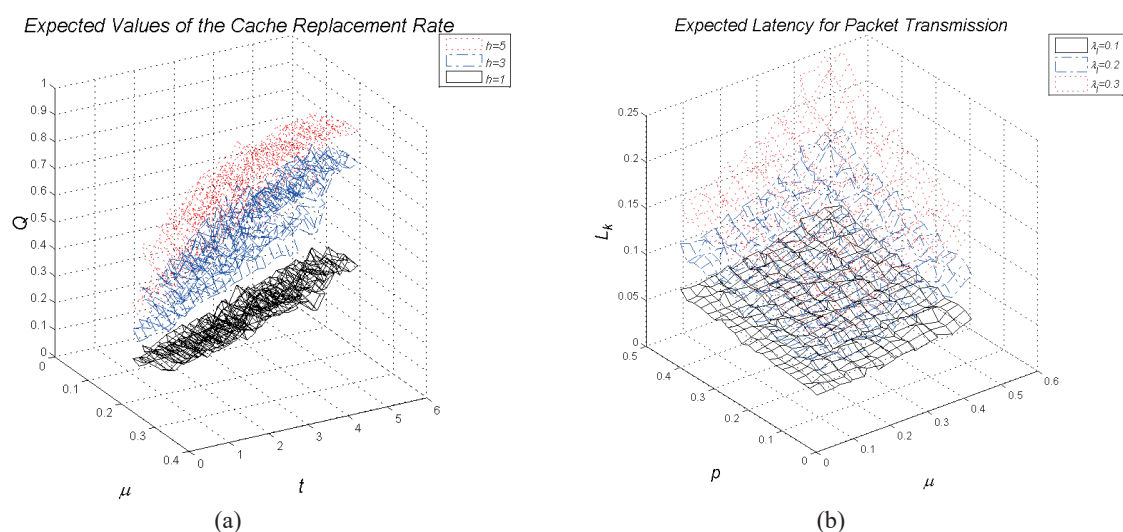 Expected Values of the Cache Replacement Rate
h=5
h=3
h=1
1
0.9
0.8
0.7
0.6
0.5
0.4
0.3
0.2
0.1
0
Q
0
0.1
0.2
0.3
0.4
μ
0
1
2
3
4
5
6
t
(a)
Expected Latency for Packet Transmission
λi=0.1
λi=0.2
λi=0.3
0.25
0.2
0.15
0.1
0.05
0
Lk
0.5
0.4
0.3
0.2
0.1
0
p
0
0.1
0.2
0.3
0.4
0.5
0.6
μ
(b)